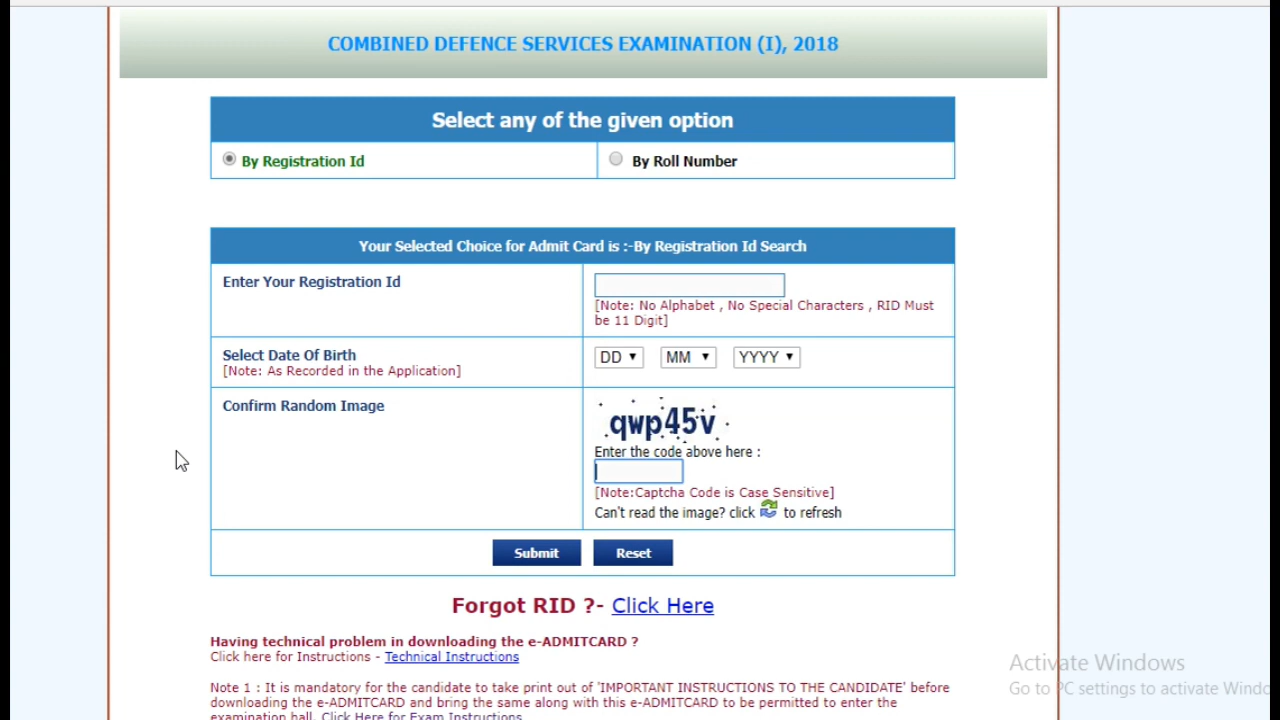 COMBINED DEFENCE SERVICES EXAMINATION (I), 2018
Select any of the given option
By Registration Id
By Roll Number
Your Selected Choice for Admit Card is :-By Registration Id Search
Enter Your Registration Id
[Note: No Alphabet , No Special Characters , RID Must
be 11 Digit]
Select Date Of Birth
[Note: As Recorded in the Application]
DD MM YYYY
Confirm Random Image
qwp45v
Enter the code above here :
[Note:Captcha Code is Case Sensitive]
Can't read the image? click to refresh
Submit Reset
Forgot RID ?- Click Here
Having technical problem in downloading the e-ADMITCARD ?
Click here for Instructions - Technical Instructions
Note 1 : It is mandatory for the candidate to take print out of 'IMPORTANT INSTRUCTIONS TO THE CANDIDATE' before
downloading the e-ADMITCARD and bring the same along with this e-ADMITCARD to be permitted to enter the
examination hall. Click Here for Exam Instructions
Activate Windows
Go to PC settings to activate